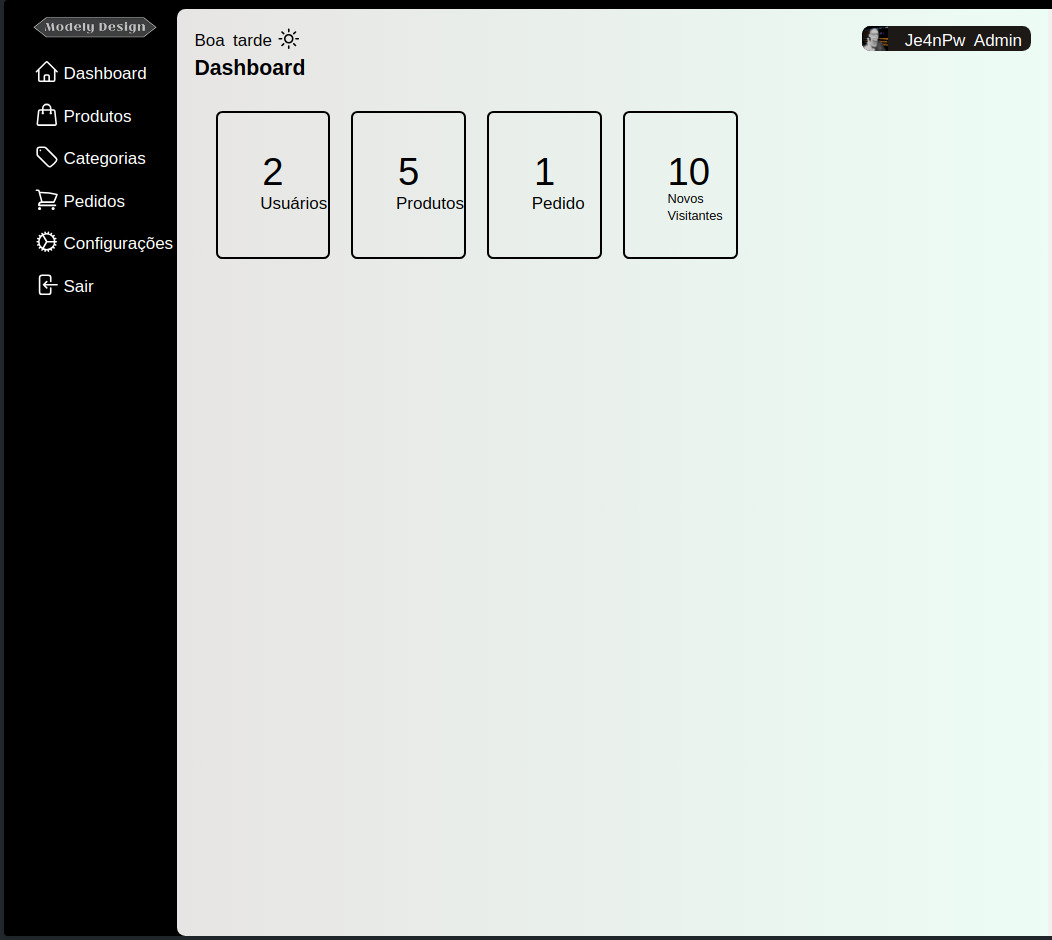 Modely Design
Dashboard
Produtos
Categorias
Pedidos
Configurações
Sair
Boa tarde
Dashboard
Je4nPw Admin
2
Usuários
5
Produtos
1
Pedido
10
Novos
Visitantes